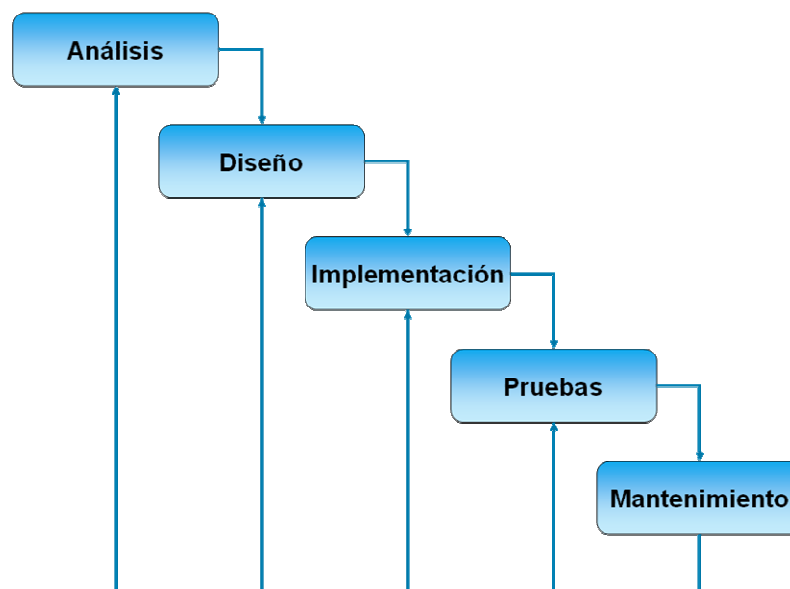 Análisis
Diseño
Implementación
Pruebas
Mantenimiento